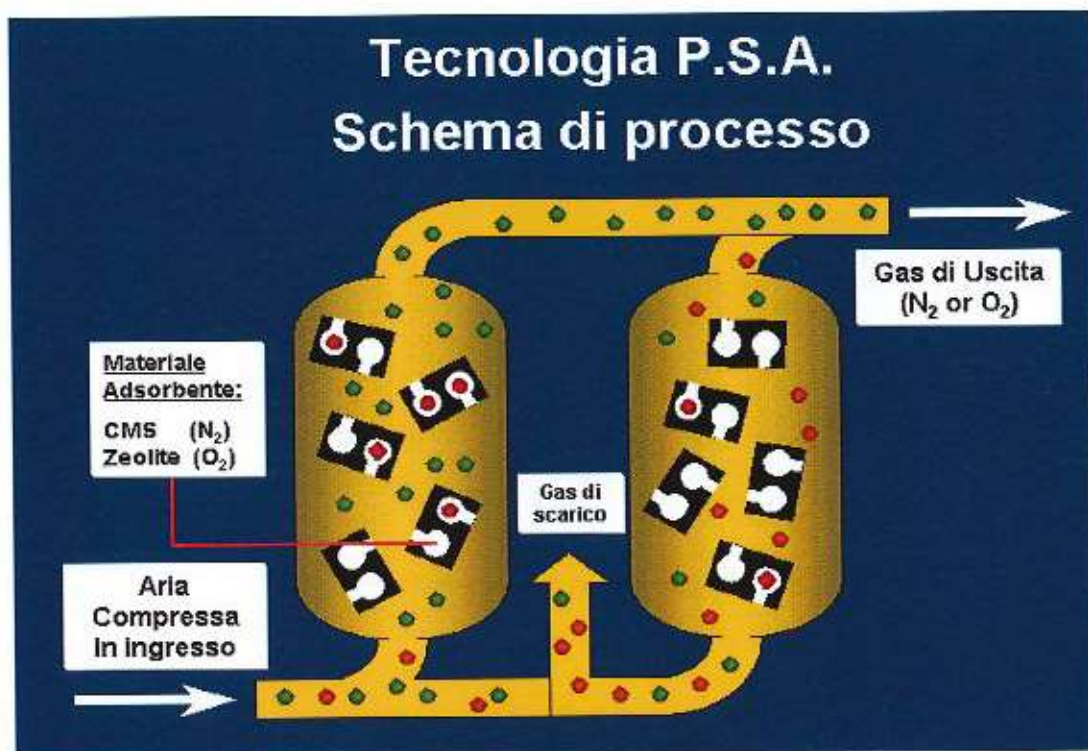 Tecnologia P.S.A.
Schema di processo
Gas di Uscita
(N₂ or O₂)
Materiale
Adsorbente:
CMS (N₂)
Zeolite (O₂)
Gas di
scarico
Aria
Compressa
in ingresso